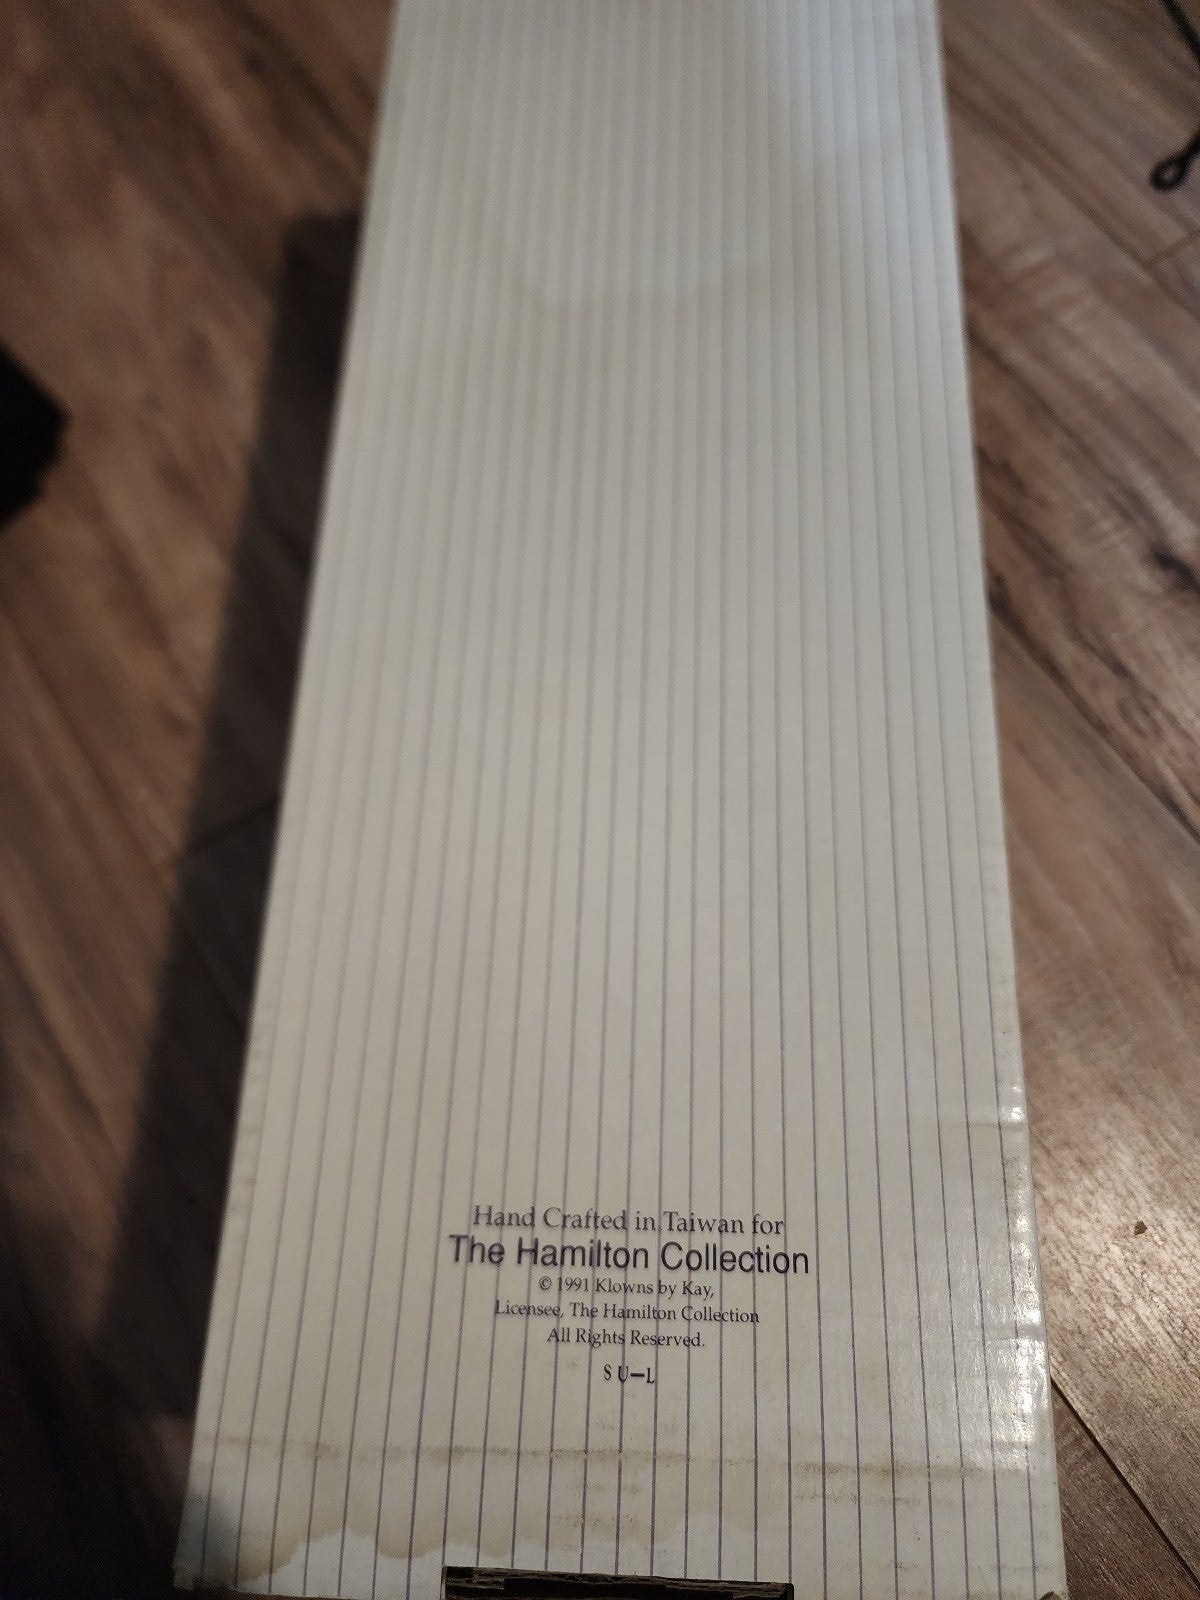 Hand Crafted in Taiwan for
The Hamilton Collection
© 1991 Klowns by Kay,
Licensee, The Hamilton Collection
All Rights Reserved.
S U-L